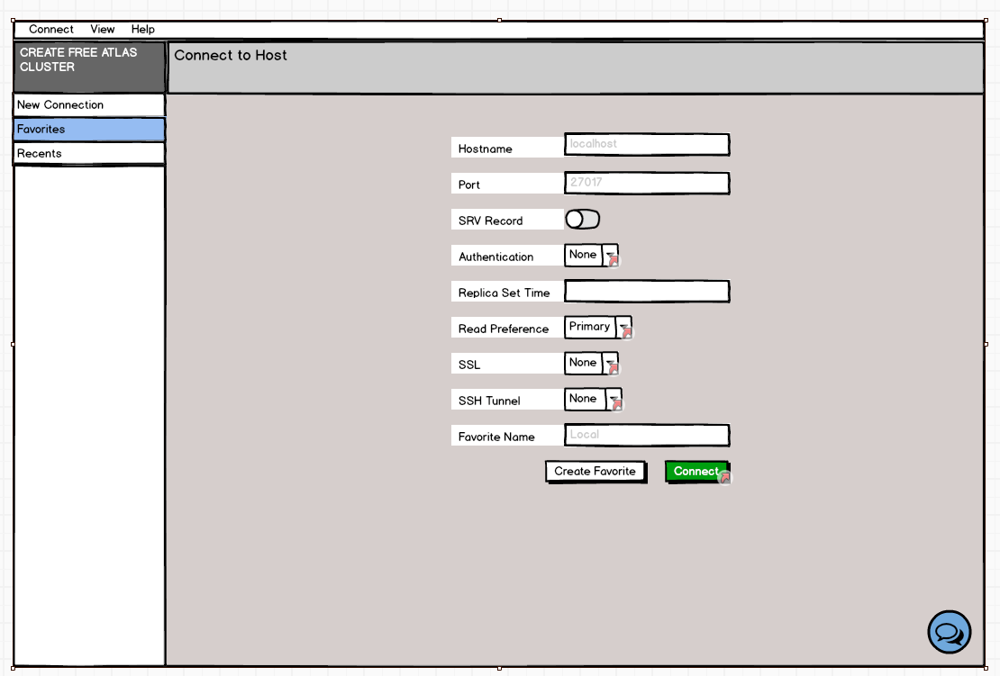 Connect View Help
CREATE FREE ATLAS
CLUSTER
Connect to Host
New Connection
Favorites
Recents
Hostname localhost
Port 27017
SRV Record
Authentication None
Replica Set Time
Read Preference Primary
SSL None
SSH Tunnel None
Favorite Name Local
Create Favorite Connect